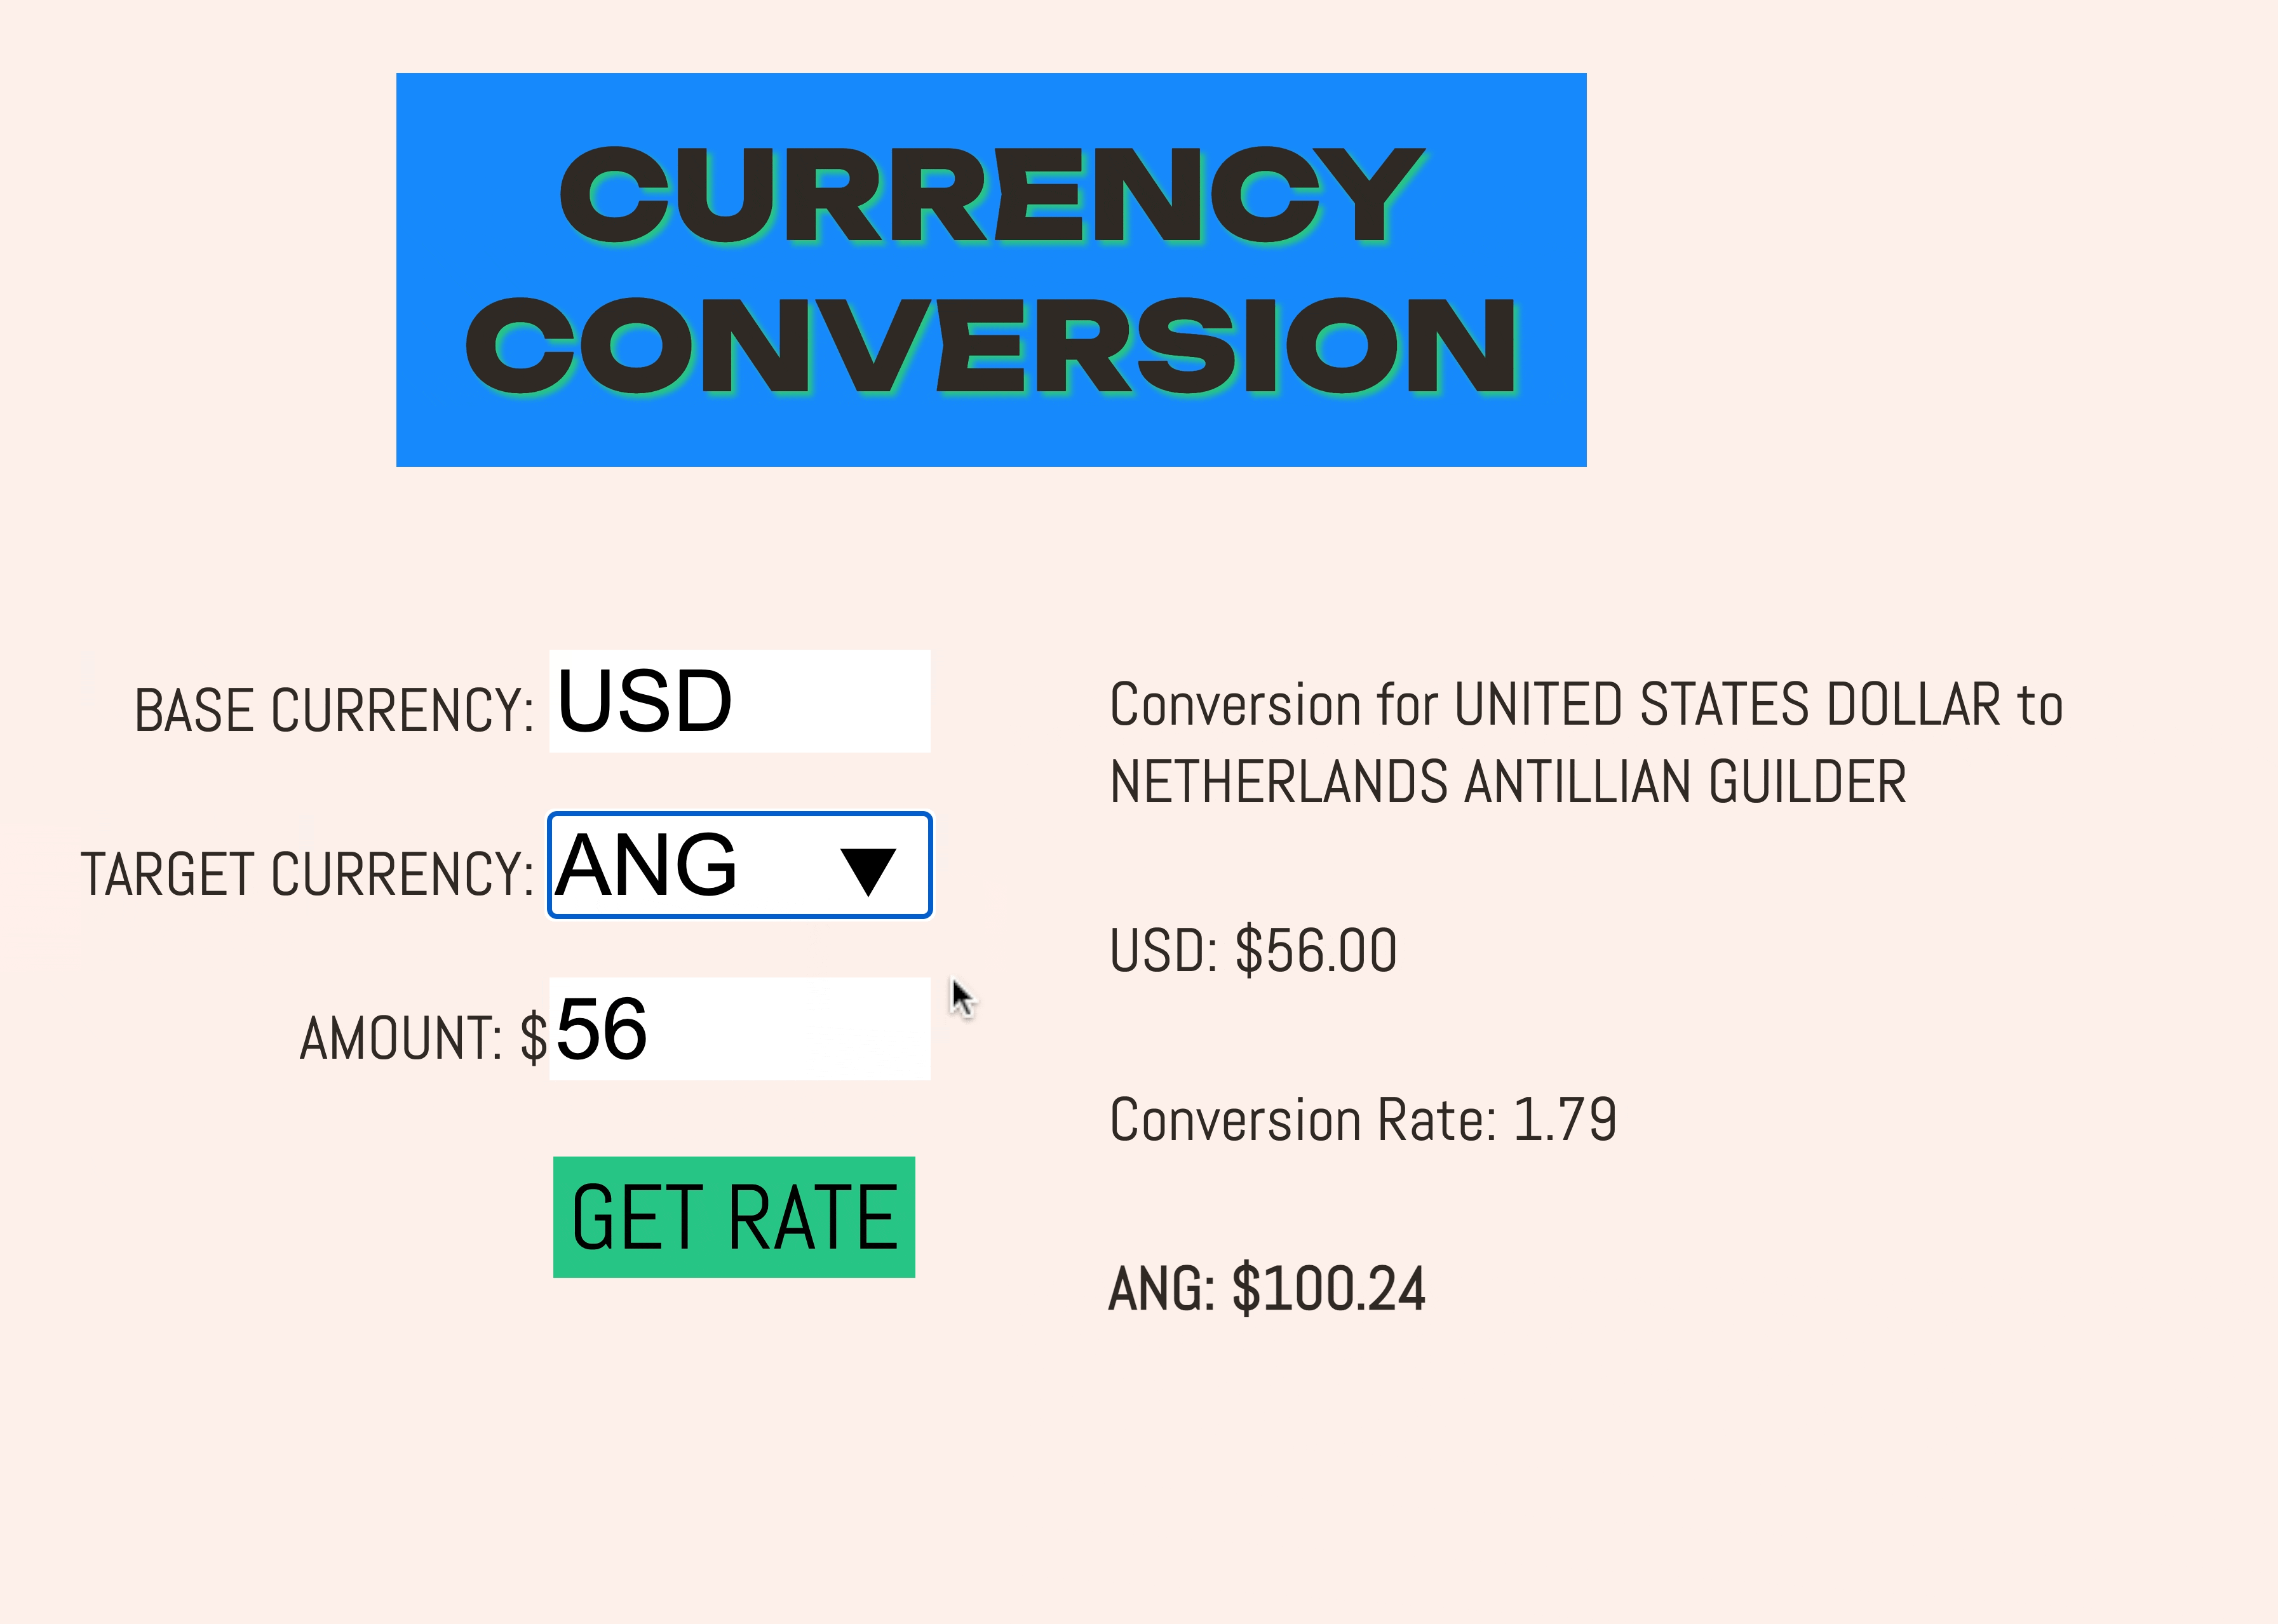 CURRENCY
CONVERSION
BASE CURRENCY: USD
TARGET CURRENCY: ANG
AMOUNT: $56
GET RATE
Conversion for UNITED STATES DOLLAR to
NETHERLANDS ANTILLIAN GUILDER
USD: $56.00
Conversion Rate: 1.79
ANG: $100.24